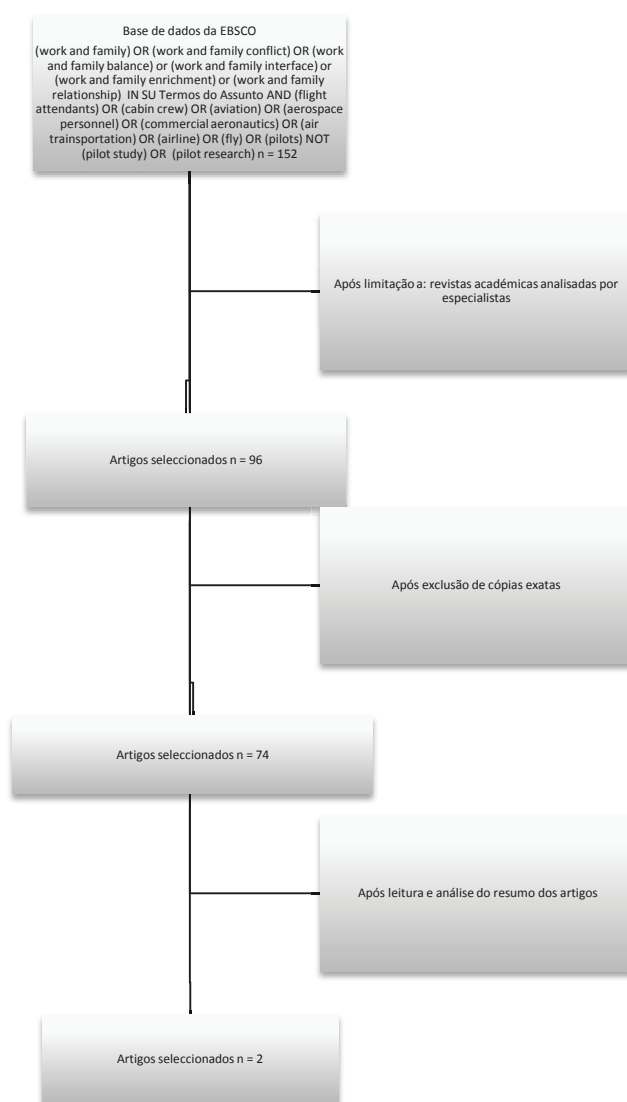 Base de dados da EBSCO
(work and family) OR (work and family conflict) OR (work
and family balance) or (work and family interface) or
(work and family enrichment) or (work and family
relationship) IN SU Termos do Assunto AND (flight
attendants) OR (cabin crew) OR (aviation) OR (aerospace
personnel) OR (commercial aeronautics) OR (air
trainsportation) OR (airline) OR (fly) OR (pilots) NOT
(pilot study) OR (pilot research) n = 152
Após limitação a: revistas académicas analisadas por
especialistas
Artigos seleccionados n = 96
Após exclusão de cópias exatas
Artigos seleccionados n = 74
Após leitura e análise do resumo dos artigos
Artigos seleccionados n = 2